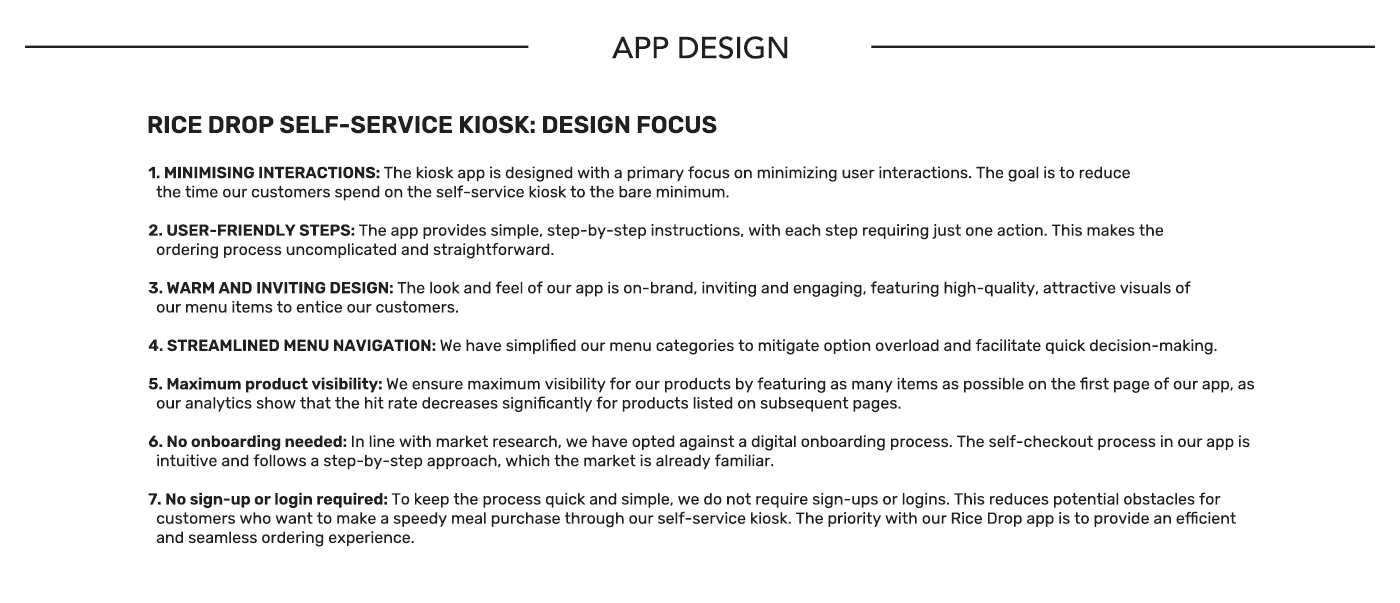 APP DESIGN
RICE DROP SELF-SERVICE KIOSK: DESIGN FOCUS
1. MINIMISING INTERACTIONS: The kiosk app is designed with a primary focus on minimizing user interactions. The goal is to reduce
the time our customers spend on the self-service kiosk to the bare minimum.
2. USER-FRIENDLY STEPS: The app provides simple, step-by-step instructions, with each step requiring just one action. This makes the
ordering process uncomplicated and straightforward.
3. WARM AND INVITING DESIGN: The look and feel of our app is on-brand, inviting and engaging, featuring high-quality, attractive visuals of
our menu items to entice our customers.
4. STREAMLINED MENU NAVIGATION: We have simplified our menu categories to mitigate option overload and facilitate quick decision-making.
5. Maximum product visibility: We ensure maximum visibility for our products by featuring as many items as possible on the first page of our app, as
our analytics show that the hit rate decreases significantly for products listed on subsequent pages.
6. No onboarding needed: In line with market research, we have opted against a digital onboarding process. The self-checkout process in our app is
intuitive and follows a step-by-step approach, which the market is already familiar.
7. No sign-up or login required: To keep the process quick and simple, we do not require sign-ups or logins. This reduces potential obstacles for
customers who want to make a speedy meal purchase through our self-service kiosk. The priority with our Rice Drop app is to provide an efficient
and seamless ordering experience.